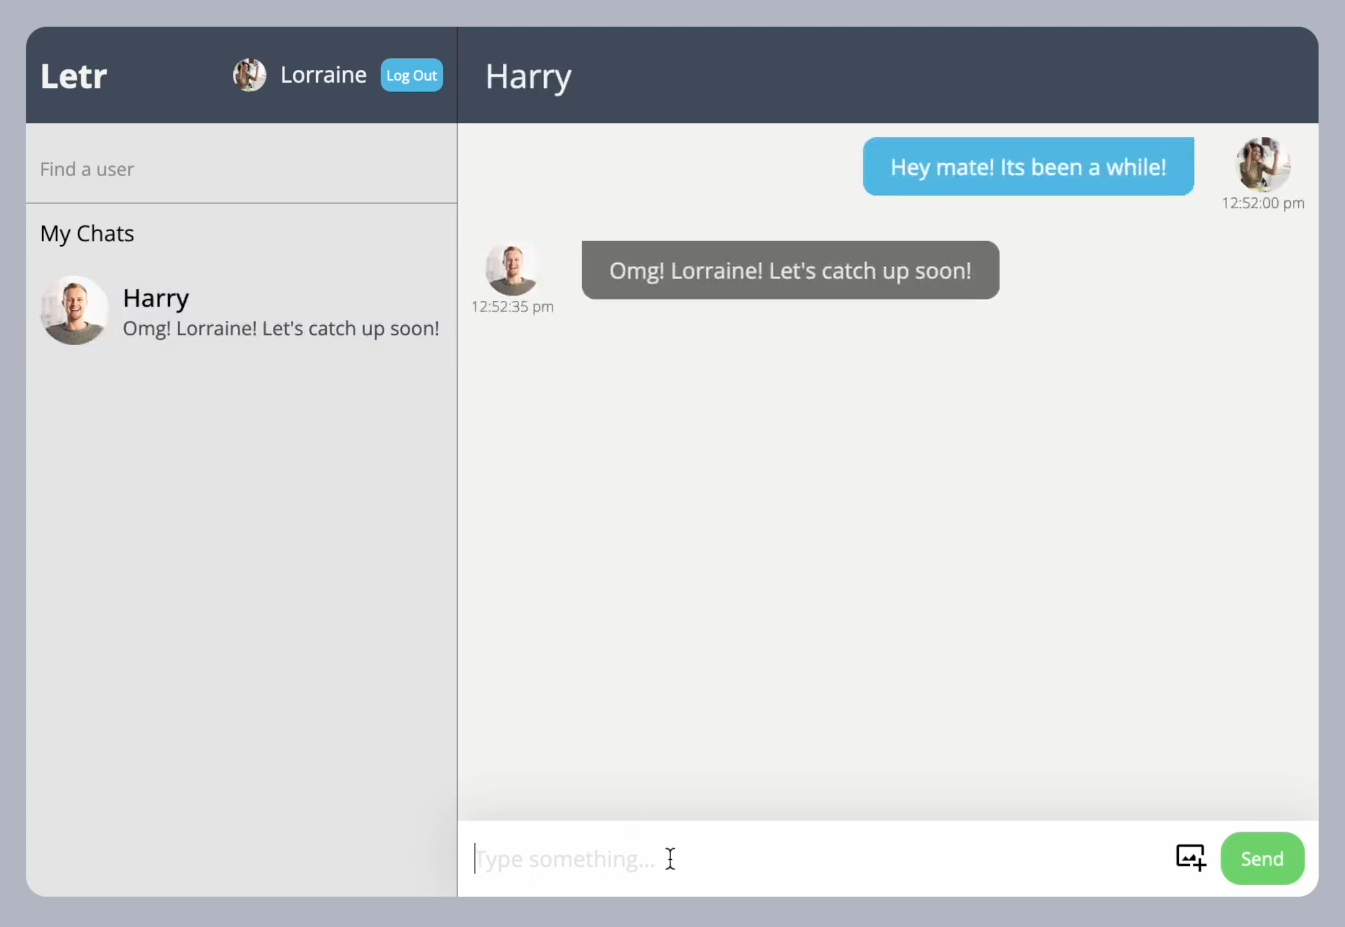 Letr
Lorraine
Log Out
Harry
Find a user
My Chats
Harry
Omg! Lorraine! Let's catch up soon!
Hey mate! Its been a while!
12:52:00 pm
Omg! Lorraine! Let's catch up soon!
12:52:35 pm
Type something...
Send